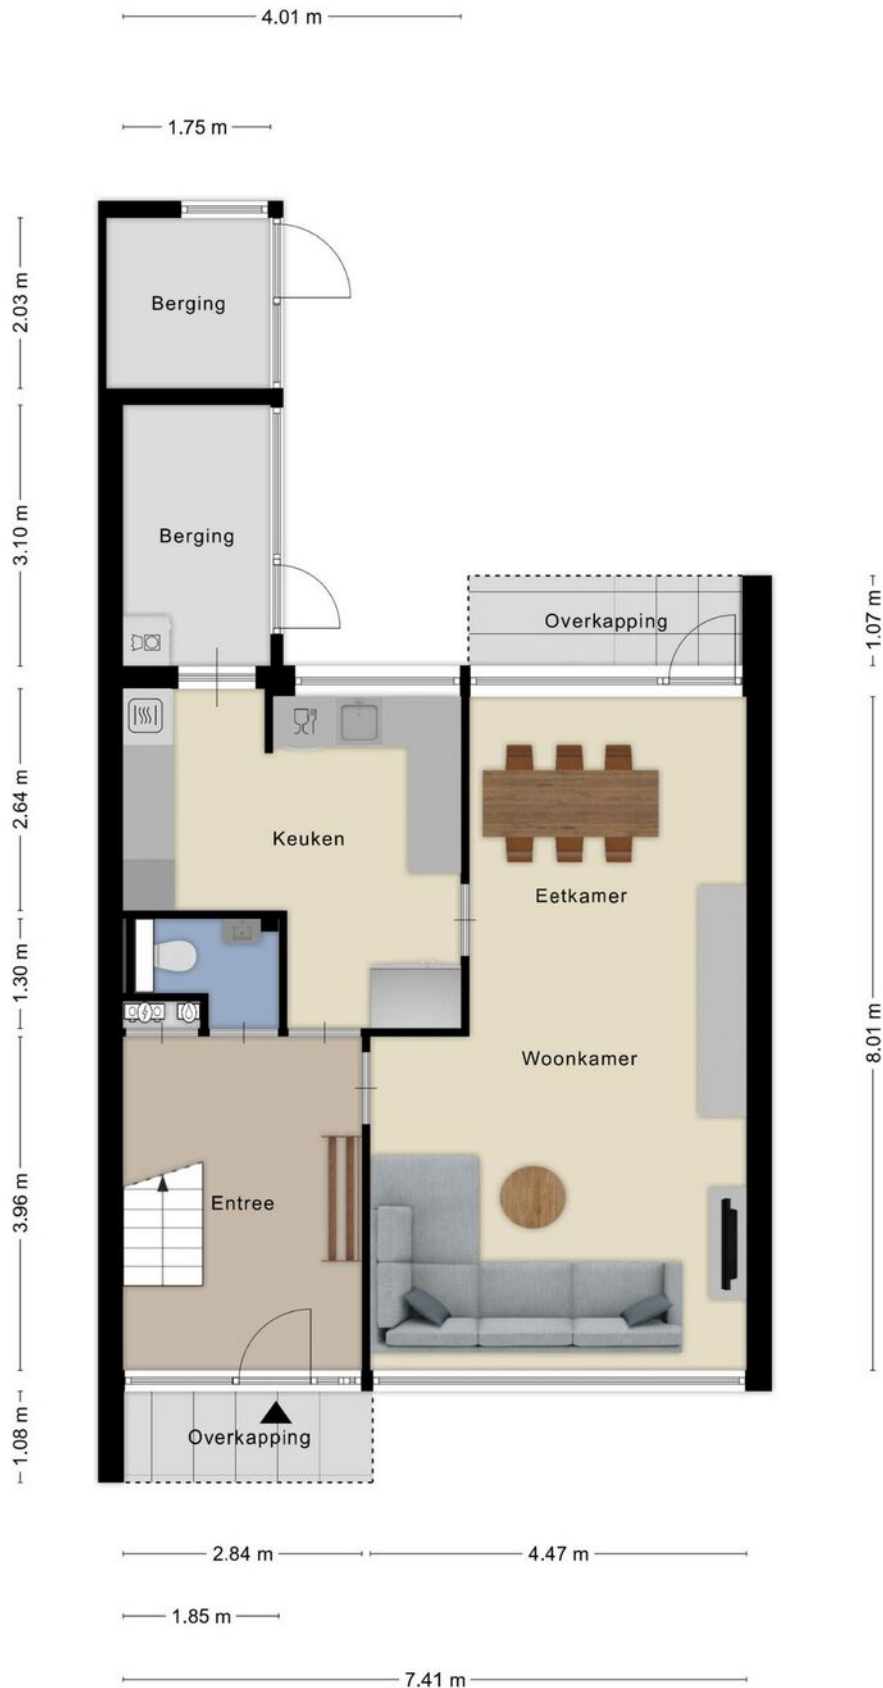 4.01 m
1.75 m
2.03 m
Berging
3.10 m
Berging
1.07 m
Overkapping
2.64 m
Keuken
Eetkamer
1.30 m
8.01 m
Woonkamer
3.96 m
Entree
1.08 m
Overkapping
2.84 m
4.47 m
1.85 m
7.41 m